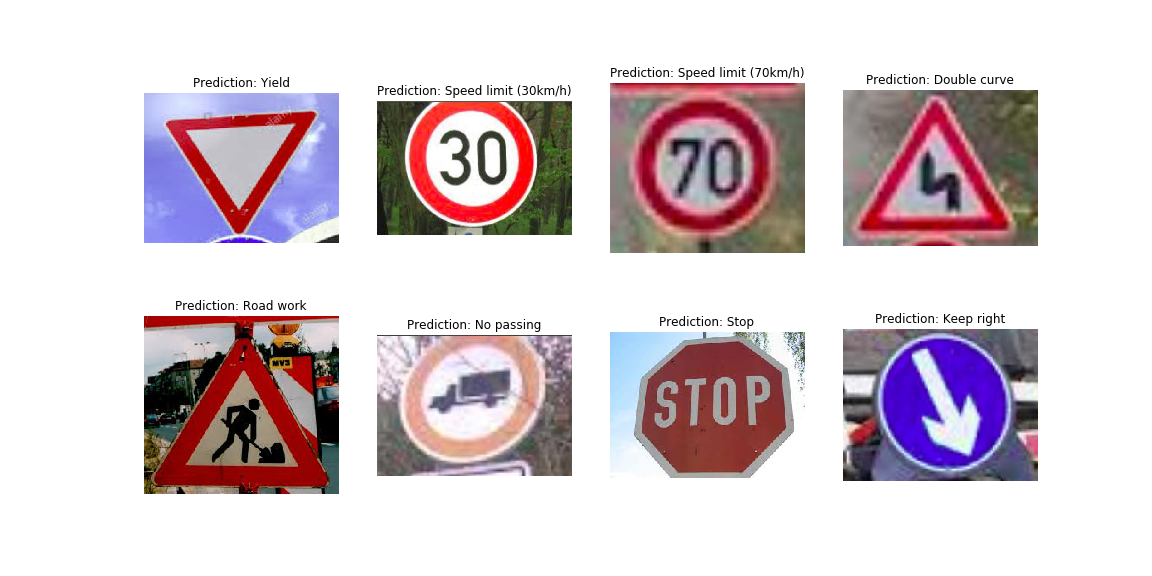 Prediction: Yield
Prediction: Speed limit (30km/h)
Prediction: Speed limit (70km/h)
Prediction: Double curve
30
70
Prediction: Road work
Prediction: No passing
Prediction: Stop
Prediction: Keep right
STOP